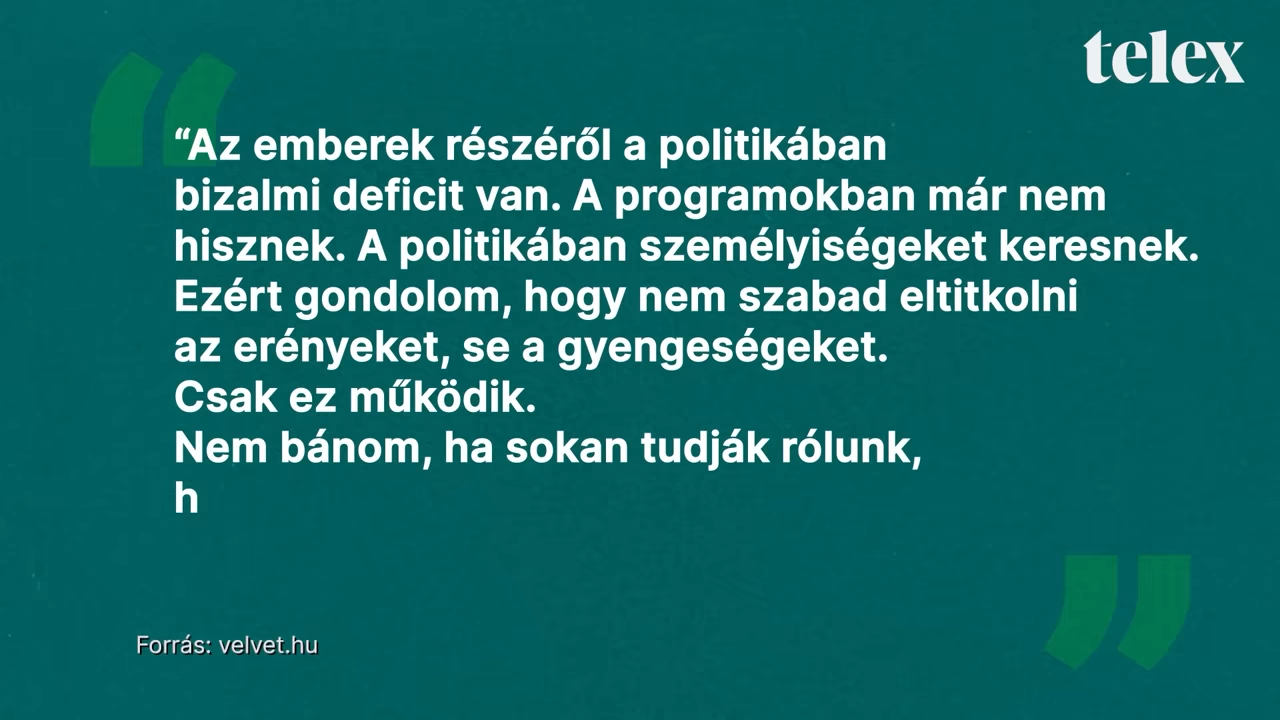 telex
“Az emberek részéről a politikában
bizalmi deficit van. A programokban már nem
hisznek. A politikában személyiségeket keresnek.
Ezért gondolom, hogy nem szabad eltitkolni
az erényeket, se a gyengeségeket.
Csak ez működik.
Nem bánom, ha sokan tudják rólunk,
h
Forrás: velvet.hu